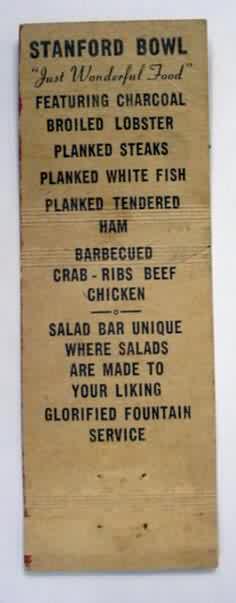 STANFORD BOWL
"Just Wonderful Food"
FEATURING CHARCOAL
BROILED LOBSTER
PLANKED STEAKS
PLANKED WHITE FISH
PLANKED TENDERED
HAM
BARBECUED
CRAB - RIBS BEEF
CHICKEN
SALAD BAR UNIQUE
WHERE SALADS
ARE MADE TO
YOUR LIKING
GLORIFIED FOUNTAIN
SERVICE